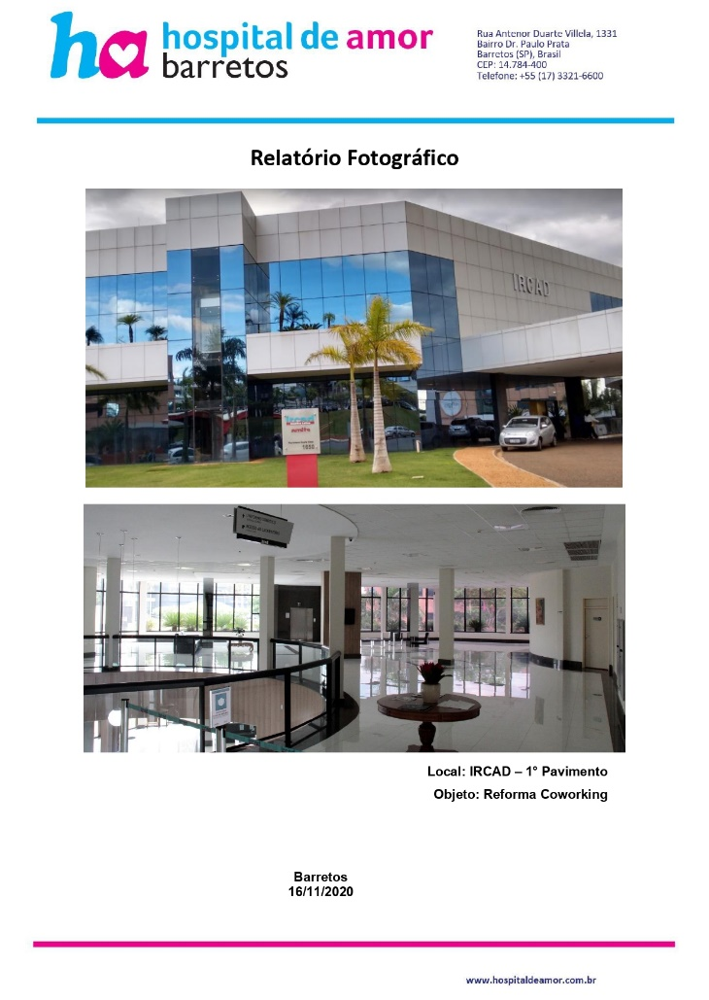 ha hospital de amor
barretos
Rua Antenor Duarte Villela, 1331
Bairro Dr. Paulo Prata
Barretos (SP), Brasil
CEP: 14.784-400
Telefone: +55 (17) 3321-6600
Relatório Fotográfico
IRCAD
Local: IRCAD – 1° Pavimento
Objeto: Reforma Coworking
Barretos
16/11/2020
www.hospitaldeamor.com.br